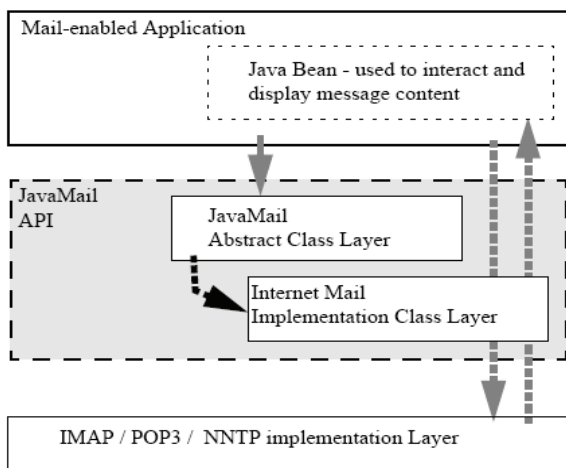 Mail-enabled Application
Java Bean - used to interact and
display message content
JavaMail
API
JavaMail
Abstract Class Layer
Internet Mail
Implementation Class Layer
IMAP / POP3 / NNTP implementation Layer